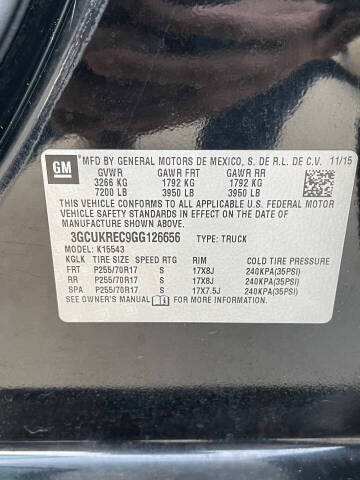 GM
MFD BY GENERAL MOTORS DE MEXICO, S. DE R.L. DE C.V. 11/15
GVWR GAWR FRT GAWR RR
3266 KG 1792 KG 1792 KG
7200 LB 3950 LB 3950 LB
THIS VEHICLE CONFORMS TO ALL APPLICABLE U.S. FEDERAL
MOTOR VEHICLE SAFETY STANDARDS IN EFFECT ON
THE DATE OF MANUFACTURE SHOWN ABOVE.
3GCUKREC9GG126656 TYPE: TRUCK
MODEL: K15543
KGLK TIRE SIZE SPEED RTG RIM COLD TIRE PRESSURE
FRT P255/70R17 S 17X8J 240KPA(35PSI)
RR P255/70R17 S 17X8J 240KPA(35PSI)
SPA P255/70R17 S 17X7.5J 240KPA(35PSI)
SEE OWNER'S MANUAL FOR MORE INFORMATION.